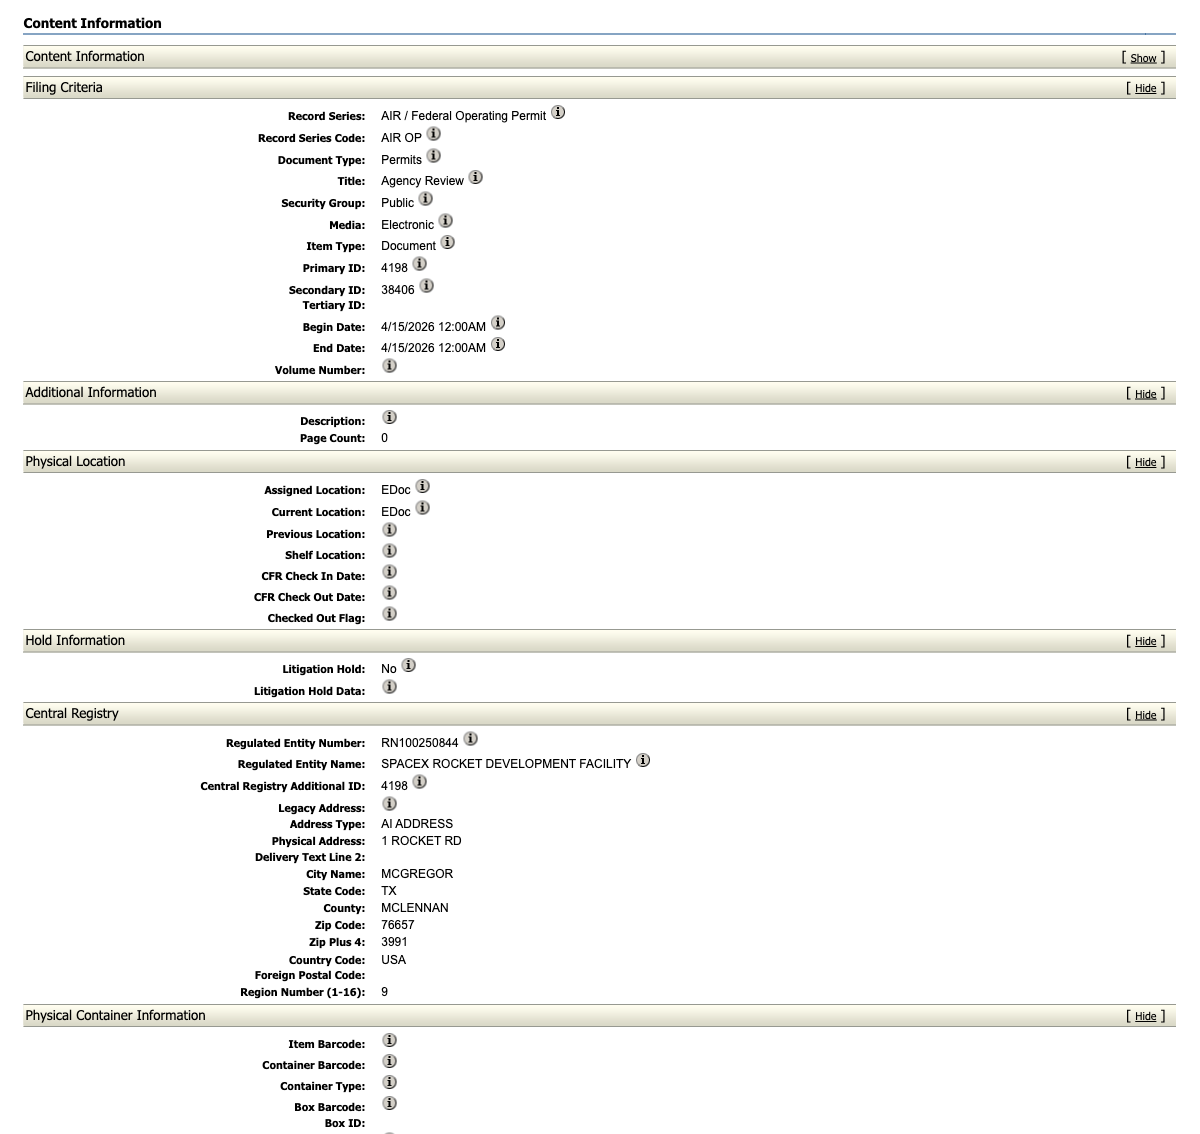 Content Information
Content Information [ Show ]
Filing Criteria [ Hide ]
Record Series: AIR / Federal Operating Permit
Record Series Code: AIR OP
Document Type: Permits
Title: Agency Review
Security Group: Public
Media: Electronic
Item Type: Document
Primary ID: 4198
Secondary ID: 38406
Tertiary ID:
Begin Date: 4/15/2026 12:00AM
End Date: 4/15/2026 12:00AM
Volume Number:
Additional Information [ Hide ]
Description:
Page Count: 0
Physical Location [ Hide ]
Assigned Location: EDoc
Current Location: EDoc
Previous Location:
Shelf Location:
CFR Check In Date:
CFR Check Out Date:
Checked Out Flag:
Hold Information [ Hide ]
Litigation Hold: No
Litigation Hold Data:
Central Registry [ Hide ]
Regulated Entity Number: RN100250844
Regulated Entity Name: SPACEX ROCKET DEVELOPMENT FACILITY
Central Registry Additional ID: 4198
Legacy Address:
Address Type: AI ADDRESS
Physical Address: 1 ROCKET RD
Delivery Text Line 2:
City Name: MCGREGOR
State Code: TX
County: MCLENNAN
Zip Code: 76657
Zip Plus 4: 3991
Country Code: USA
Foreign Postal Code:
Region Number (1-16): 9
Physical Container Information [ Hide ]
Item Barcode:
Container Barcode:
Container Type:
Box Barcode:
Box ID: